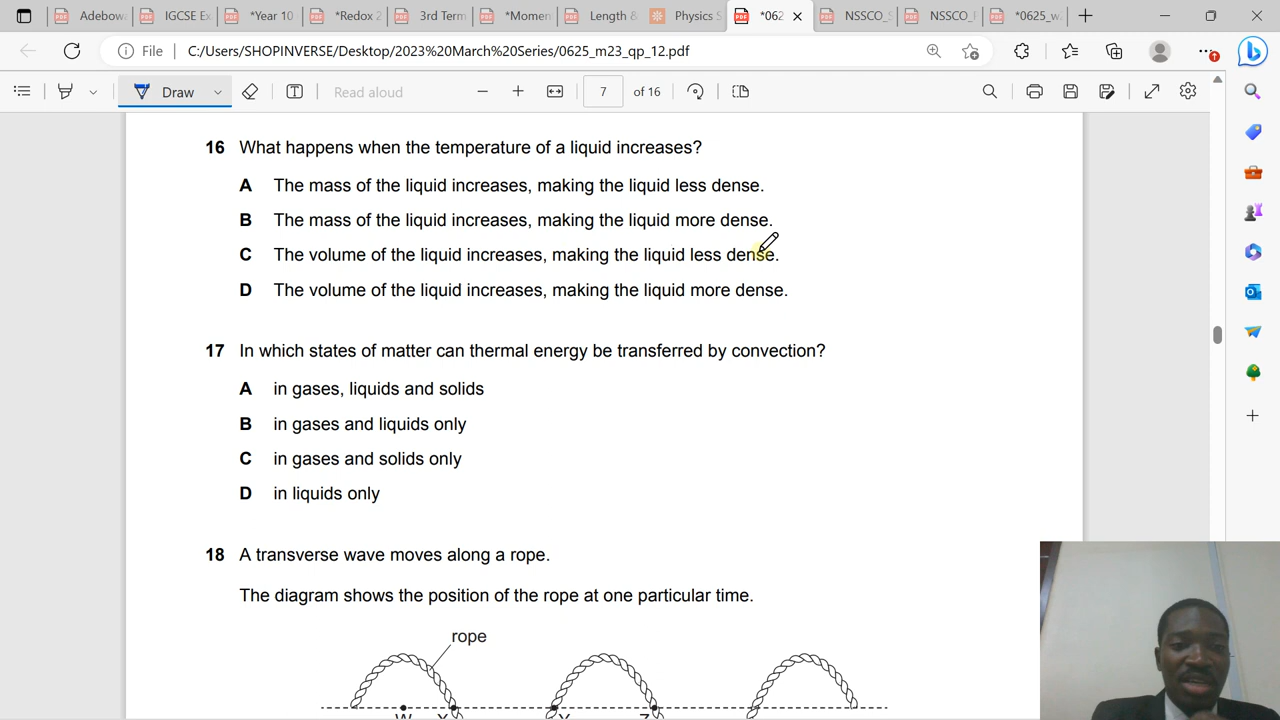 Adebowa
IGCSE Ex
*Year 10
*Redox 2
3rd Term
*Momen
Length &
Physics S
*062
NSSCO_S
NSSCO_
*0625_w
File
C:/Users/SHOPINVERSE/Desktop/2023%20March%20Series/0625_m23_qp_12.pdf
Draw
Read aloud
7
of 16
16 What happens when the temperature of a liquid increases?
A The mass of the liquid increases, making the liquid less dense.
B The mass of the liquid increases, making the liquid more dense.
C The volume of the liquid increases, making the liquid less dense.
D The volume of the liquid increases, making the liquid more dense.
17 In which states of matter can thermal energy be transferred by convection?
A in gases, liquids and solids
B in gases and liquids only
C in gases and solids only
D in liquids only
18 A transverse wave moves along a rope.
The diagram shows the position of the rope at one particular time.
rope
W X Y Z